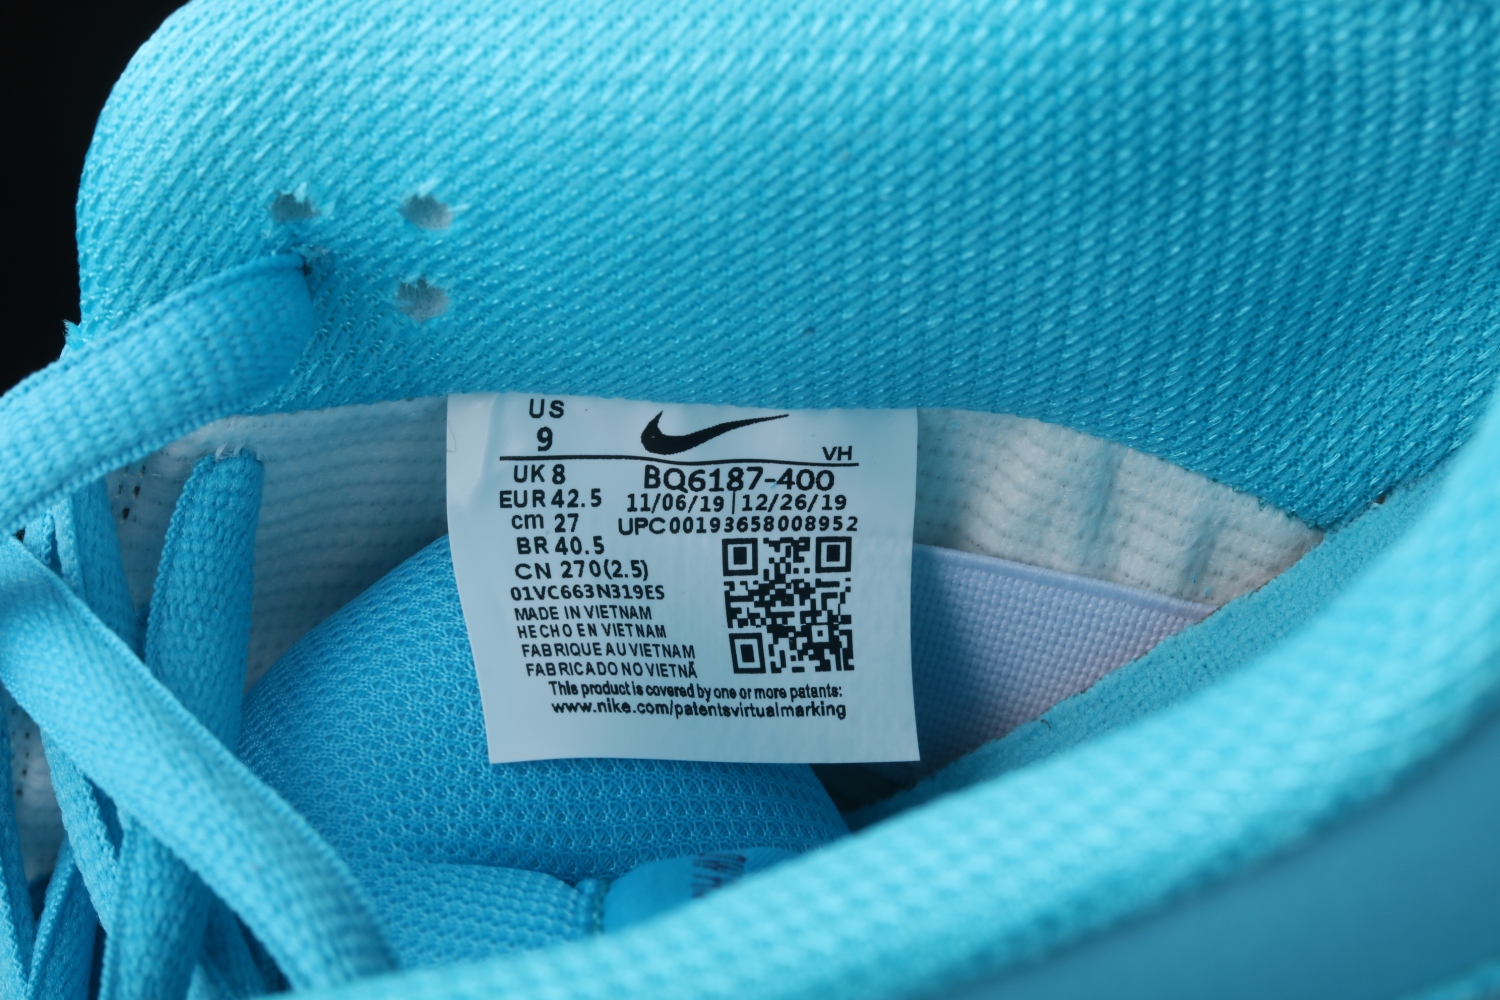 US
9
VH
UK 8
BQ6187-400
EUR 42.5
11/06/19 | 12/26/19
cm 27
UPC00193658008952
BR 40.5
CN 270(2.5)
01VC663N319ES
MADE IN VIETNAM
HECHO EN VIETNAM
FABRIQUE AU VIETNAM
FABRICADO NO VIETNÃ
This product is covered by one or more patents:
www.nike.com/patentsvirtualmarking